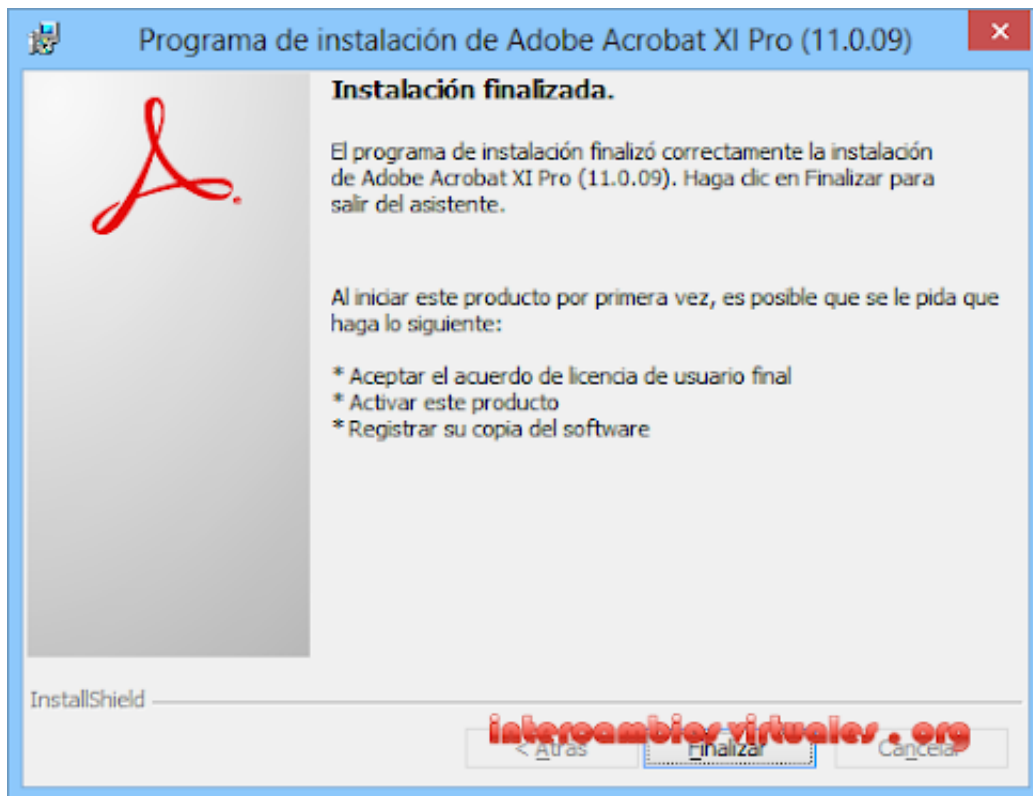 Programa de instalación de Adobe Acrobat XI Pro (11.0.09)
Instalación finalizada.
El programa de instalación finalizó correctamente la instalación
de Adobe Acrobat XI Pro (11.0.09). Haga clic en Finalizar para
salir del asistente.
Al iniciar este producto por primera vez, es posible que se le pida que
haga lo siguiente:
* Aceptar el acuerdo de licencia de usuario final
* Activar este producto
* Registrar su copia del software
InstallShield
intercambios virtuales . org
< Atrás Finalizar Cancelar